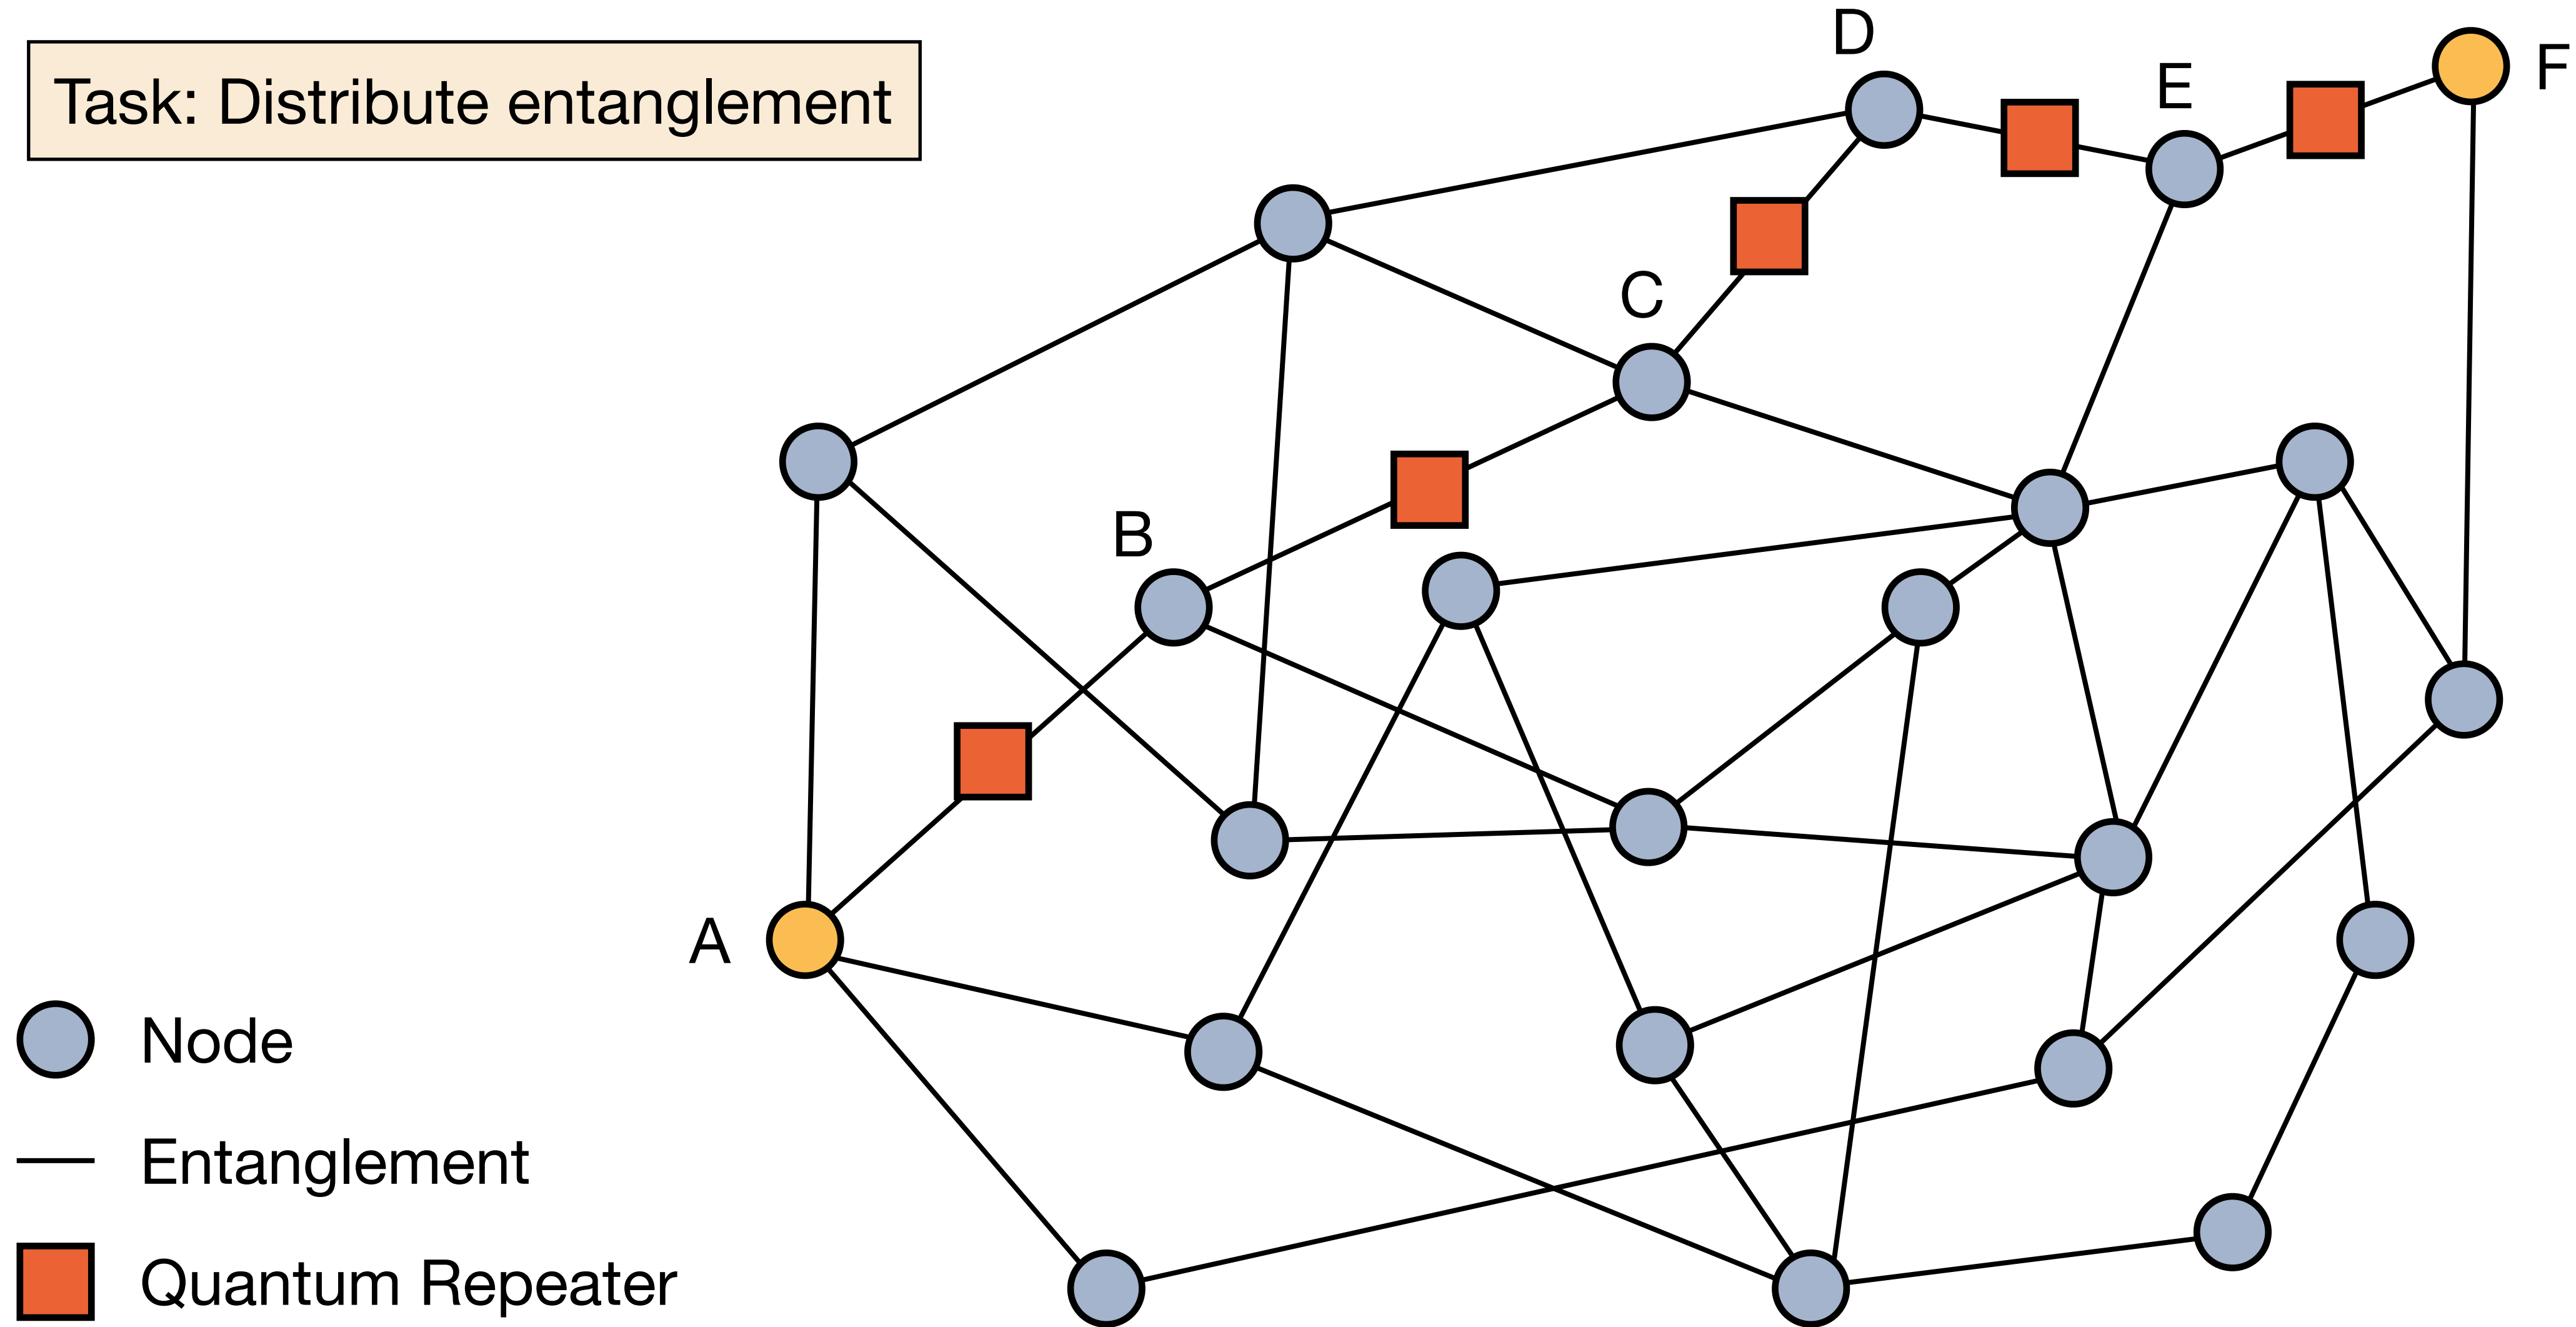 Task: Distribute entanglement
D
E
F
C
B
A
Node
Entanglement
Quantum Repeater